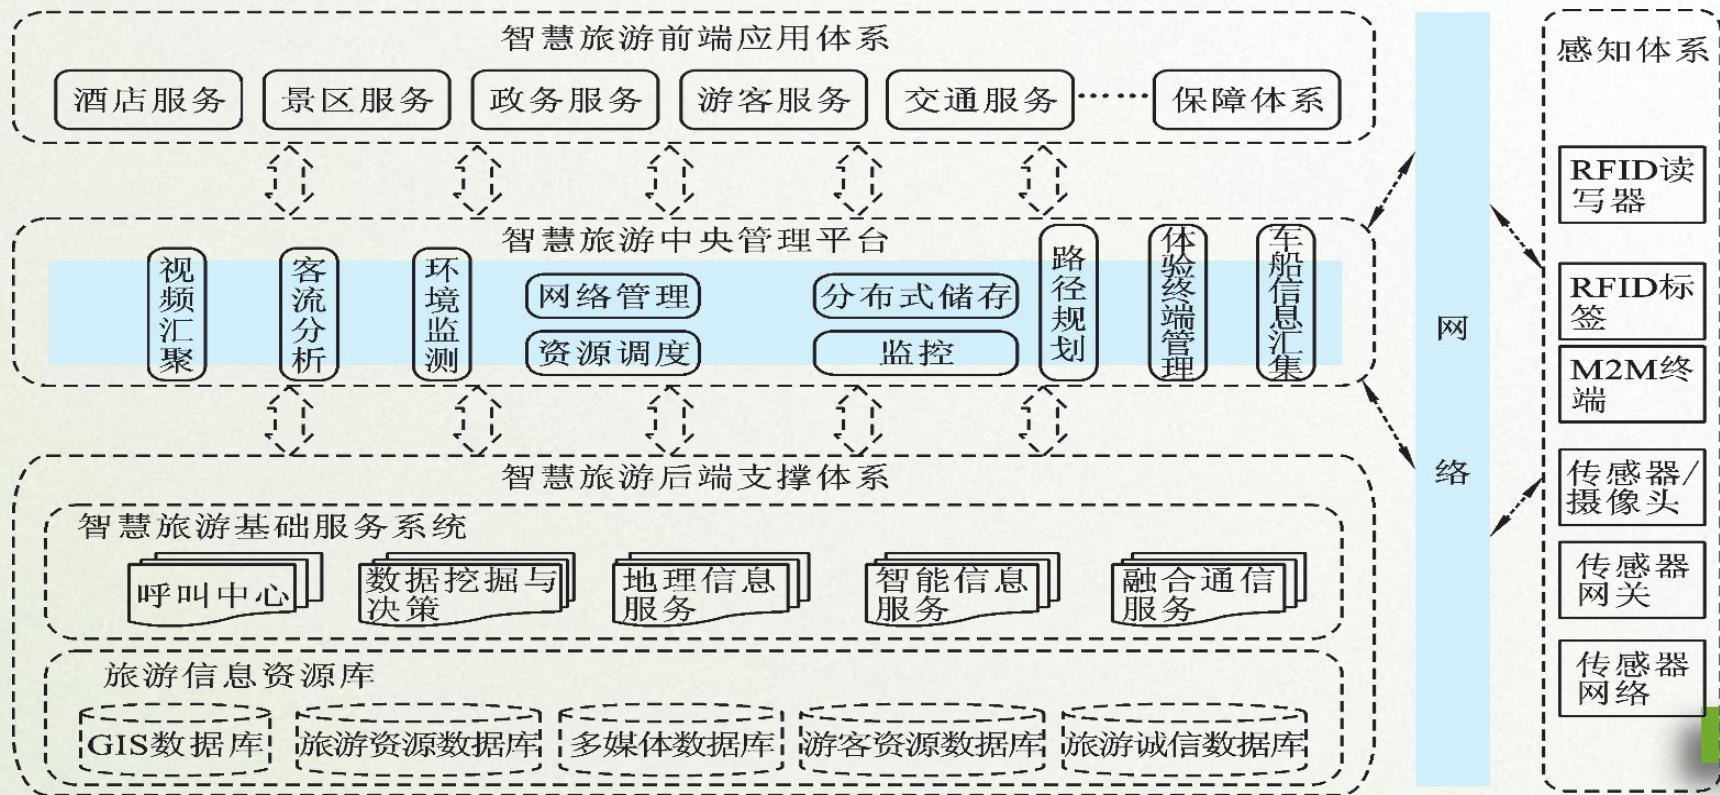 智慧旅游前端应用体系
酒店服务
景区服务
政务服务
游客服务
交通服务
保障体系
智慧旅游中央管理平台
视频汇聚
客流分析
环境监测
网络管理
资源调度
分布式储存
监控
路径规划
体验终端管理
车船信息汇集
智慧旅游后端支撑体系
智慧旅游基础服务系统
呼叫中心
数据挖掘与
决策
地理信息
服务
智能信息
服务
融合通信
服务
旅游信息资源库
GIS数据库
旅游资源数据库
多媒体数据库
游客资源数据库
旅游诚信数据库
网
络
感知体系
RFID读
写器
RFID标
签
M2M终
端
传感器/
摄像头
传感器
网关
传感器
网络